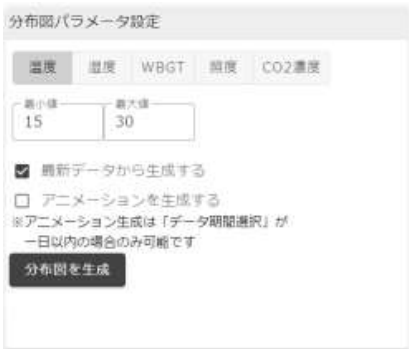 分布図パラメータ設定
温度 湿度 WBGT 照度 CO2濃度
最小値 最大値
15 30
最新データから生成する
アニメーションを生成する
※アニメーション生成は「データ期間選択」が
一日以内の場合のみ可能です
分布図を生成